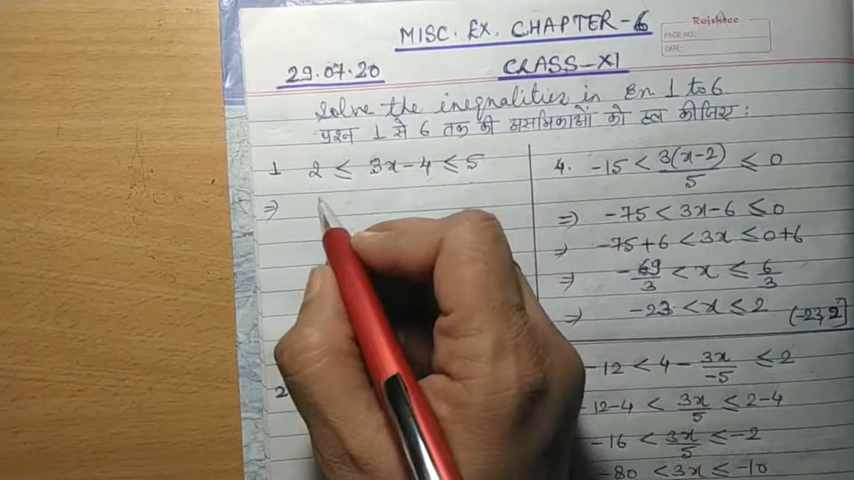 MISC. EX. CHAPTER-6
Rajshree
PAGE NO.:
DATE:
29.07.20
CLASS-XI
Solve the inequalities in Ex 1 to 6
प्रश्न 1 से 6 तक की असमिकाओं को हल कीजिए :
1 2 ≤ 3x-4 ≤ 5
⇒
2
4. -15 < 3(x-2)/5 ≤ 0
⇒ -75 < 3x-6 ≤ 0
⇒ -75+6 < 3x ≤ 0+6
⇒ -69/3 < x ≤ 6/3
⇒ -23 < x ≤ 2 (-23,2]
-12 < 4 - 3x/-5 ≤ 2
-12-4 < 3x/5 ≤ 2-4
-16 < 3x/5 ≤ -2
-80 < 3x ≤ -10